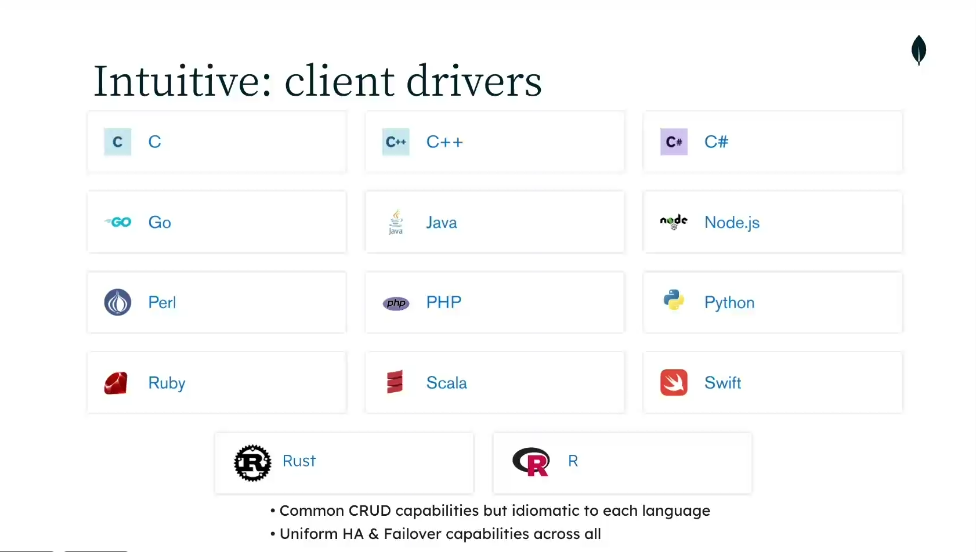 Intuitive: client drivers
C C
C++ C++
C# C#
GO Go
Java Java
node Node.js
Perl
php PHP
Python
Ruby
Scala
Swift
R Rust
R R
• Common CRUD capabilities but idiomatic to each language
• Uniform HA & Failover capabilities across all